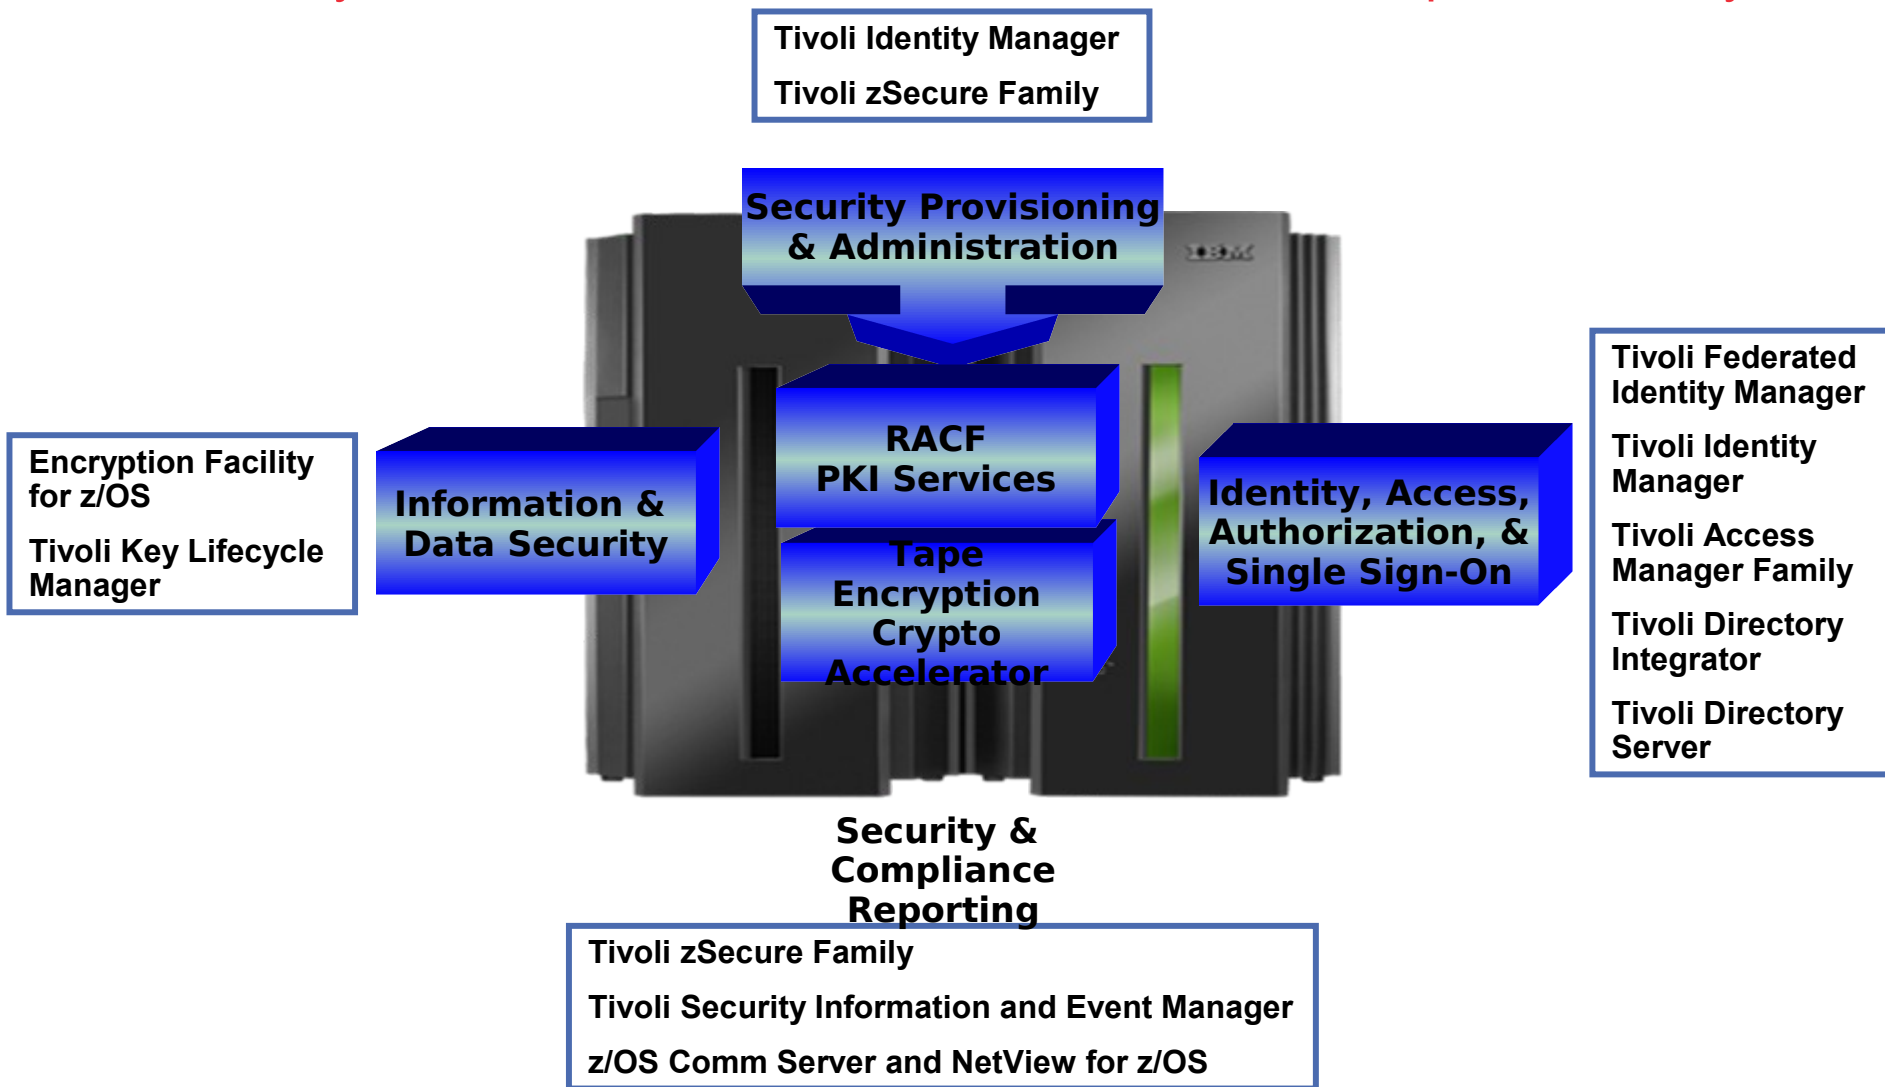 Tivoli Identity Manager
Tivoli zSecure Family
Security Provisioning
& Administration
IBM
RACF
PKI Services
Tape
Encryption
Crypto
Accelerator
Encryption Facility
for z/OS
Tivoli Key Lifecycle
Manager
Information &
Data Security
Identity, Access,
Authorization, &
Single Sign-On
Tivoli Federated
Identity Manager
Tivoli Identity
Manager
Tivoli Access
Manager Family
Tivoli Directory
Integrator
Tivoli Directory
Server
Security &
Compliance
Reporting
Tivoli zSecure Family
Tivoli Security Information and Event Manager
z/OS Comm Server and NetView for z/OS